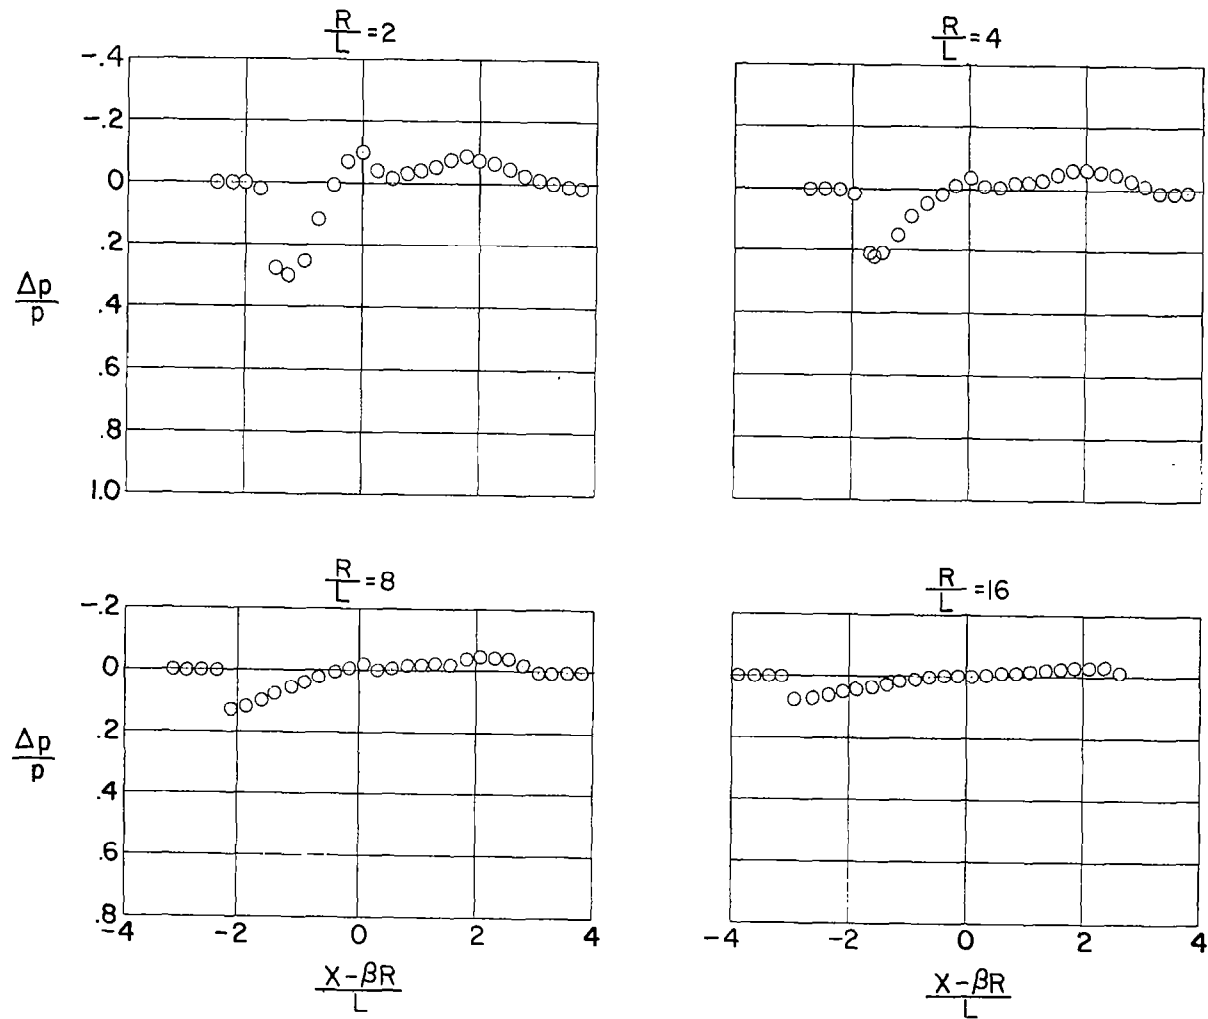 R/L = 2
R/L = 4
-.4
-.2
0
.2
.4
.6
.8
1.0
Δp/p
R/L = 8
R/L = 16
-.2
0
.2
.4
.6
.8
Δp/p
-4 -2 0 2 4
-4 -2 0 2 4
X-βR/L
X-βR/L